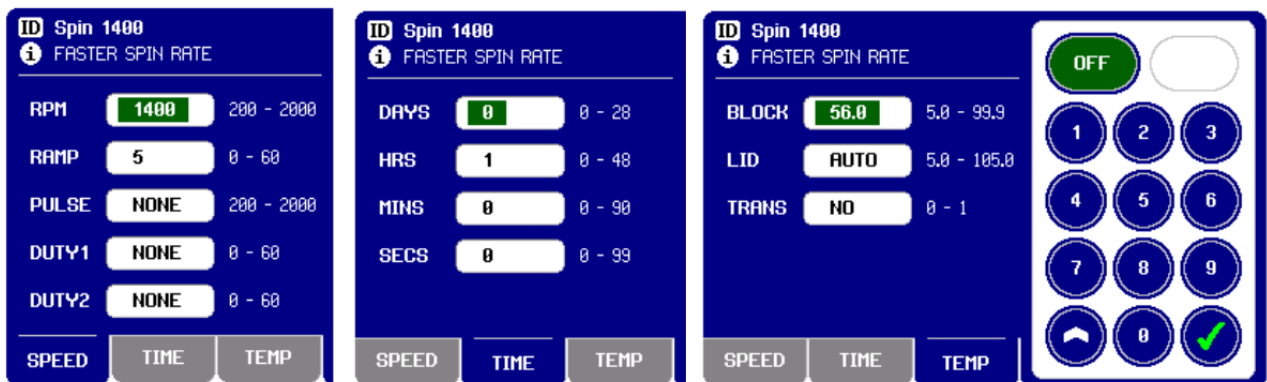 ID Spin 1400
i FASTER SPIN RATE
RPM 1400 200 - 2000
RAMP 5 0 - 60
PULSE NONE 200 - 2000
DUTY1 NONE 0 - 60
DUTY2 NONE 0 - 60
SPEED TIME TEMP
ID Spin 1400
i FASTER SPIN RATE
DAYS 0 0 - 28
HRS 1 0 - 48
MINS 0 0 - 90
SECS 0 0 - 99
SPEED TIME TEMP
ID Spin 1400
i FASTER SPIN RATE
BLOCK 56.0 5.0 - 99.9
LID AUTO 5.0 - 105.0
TRANS NO 0 - 1
SPEED TIME TEMP
OFF
1 2 3
4 5 6
7 8 9
0